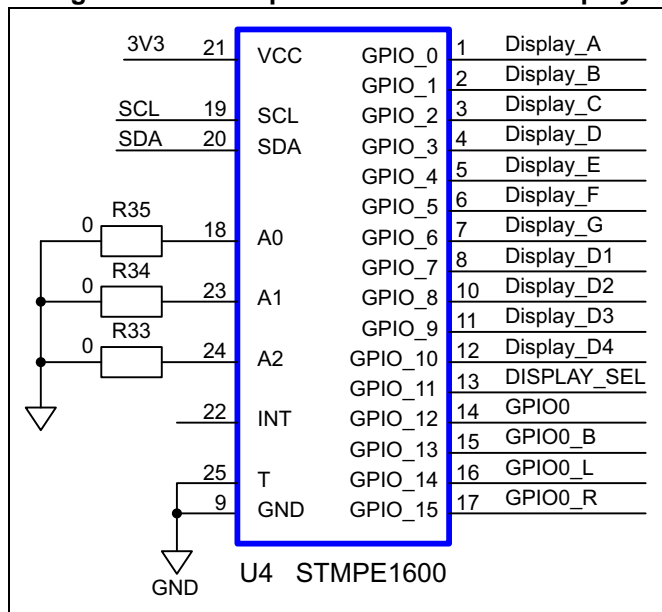 3V3 21 VCC GPIO_0 1 Display_A
GPIO_1 2 Display_B
SCL 19 SCL GPIO_2 3 Display_C
SDA 20 SDA GPIO_3 4 Display_D
GPIO_4 5 Display_E
GPIO_5 6 Display_F
R35
0 18 A0 GPIO_6 7 Display_G
GPIO_7 8 Display_D1
R34
0 23 A1 GPIO_8 10 Display_D2
GPIO_9 11 Display_D3
R33
0 24 A2 GPIO_10 12 Display_D4
GPIO_11 13 DISPLAY_SEL
22 INT GPIO_12 14 GPIO0
GPIO_13 15 GPIO0_B
25 T GPIO_14 16 GPIO0_L
9 GND GPIO_15 17 GPIO0_R
GND
U4 STMPE1600